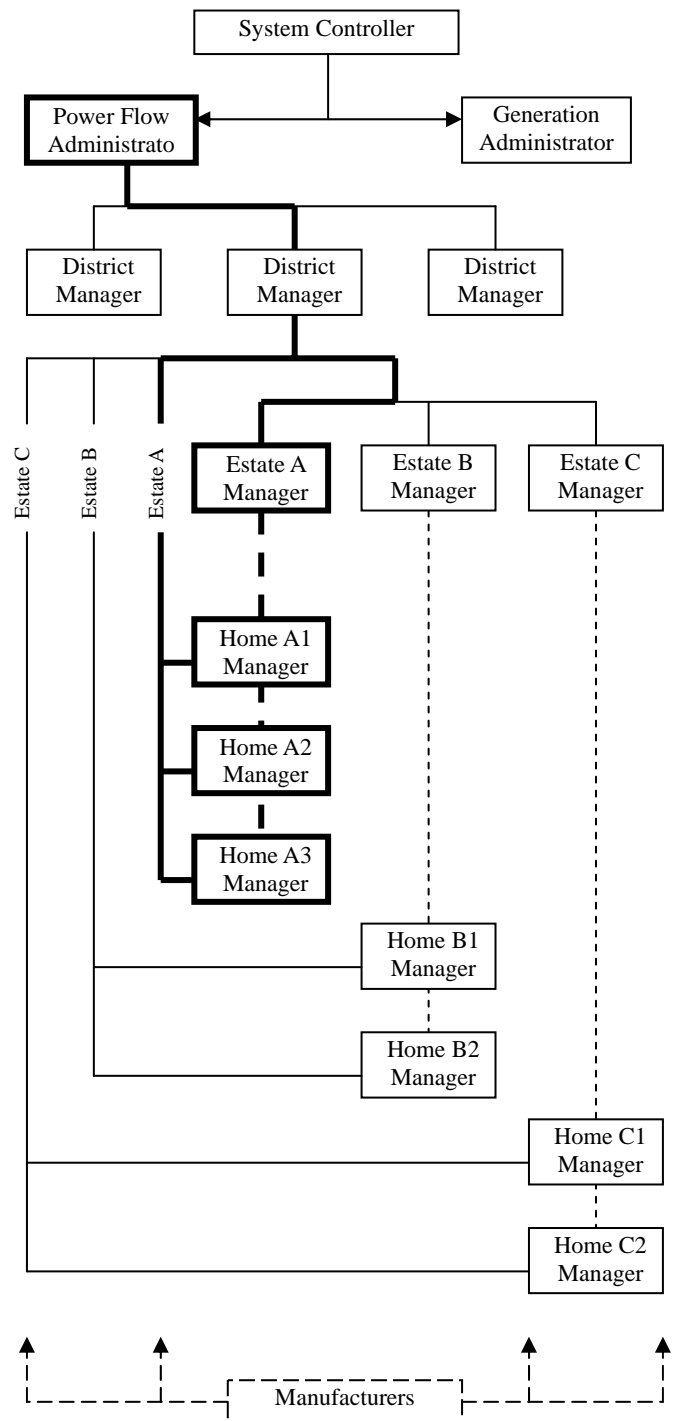 System Controller
Power Flow
Administrato
Generation
Administrator
District
Manager
District
Manager
District
Manager
Estate C
Estate B
Estate A
Estate A
Manager
Estate B
Manager
Estate C
Manager
Home A1
Manager
Home A2
Manager
Home A3
Manager
Home B1
Manager
Home B2
Manager
Home C1
Manager
Home C2
Manager
Manufacturers